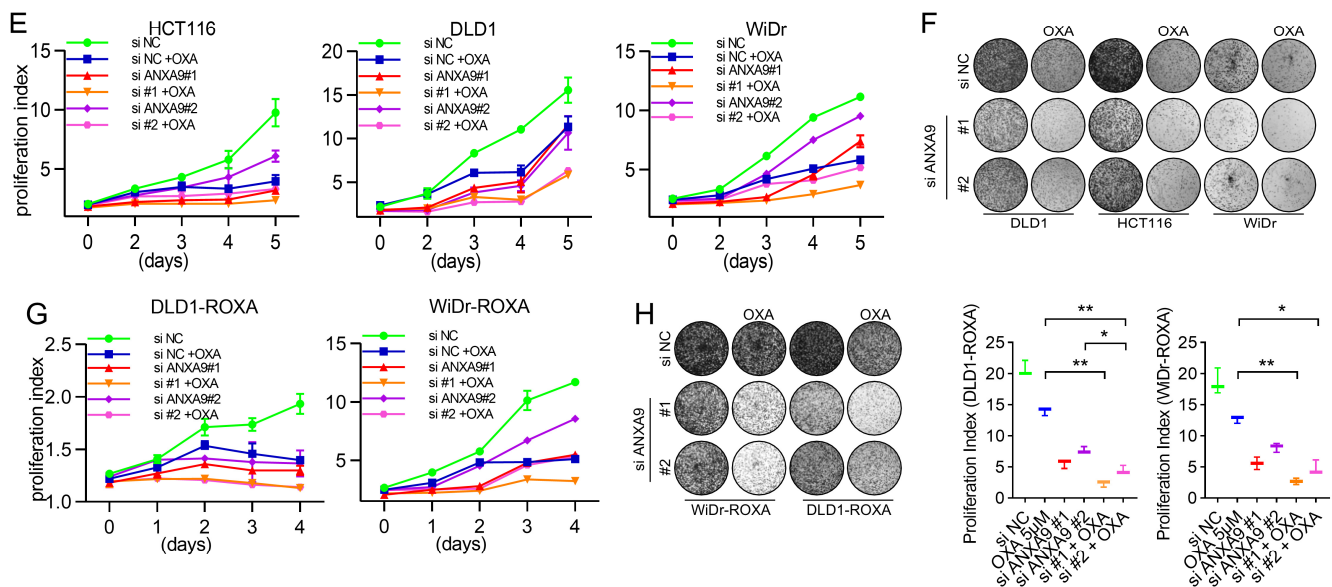 E
HCT116
proliferation index
15
10
5
si NC
si NC +OXA
si ANXA9#1
si #1 +OXA
si ANXA9#2
si #2 +OXA
0 1 2 3 4 5
(days)
DLD1
20
15
10
5
si NC
si NC +OXA
si ANXA9#1
si #1 +OXA
si ANXA9#2
si #2 +OXA
0 1 2 3 4 5
(days)
WiDr
15
10
5
si NC
si NC +OXA
si ANXA9#1
si #1 +OXA
si ANXA9#2
si #2 +OXA
0 1 2 3 4 5
(days)
F
OXA OXA OXA
si NC
si ANXA9
#1
#2
DLD1 HCT116 WiDr
G
DLD1-ROXA
proliferation index
2.5
2.0
1.5
1.0
si NC
si NC +OXA
si ANXA9#1
si #1 +OXA
si ANXA9#2
si #2 +OXA
0 1 2 3 4
(days)
WiDr-ROXA
15
10
5
si NC
si NC +OXA
si ANXA9#1
si #1 +OXA
si ANXA9#2
si #2 +OXA
0 1 2 3 4
(days)
H
OXA OXA
si NC
si ANXA9
#1
#2
WiDr-ROXA DLD1-ROXA
Proliferation Index (DLD1-ROXA)
25
20
15
10
5
0
**
*
**
si NC
OXA 5µM
si ANXA9 #1
si ANXA9 #2
si #1 + OXA
si #2 + OXA
Proliferation Index (WiDr-ROXA)
25
20
15
10
5
0
*
**
si NC
OXA 5µM
si ANXA9 #1
si ANXA9 #2
si #1 + OXA
si #2 + OXA